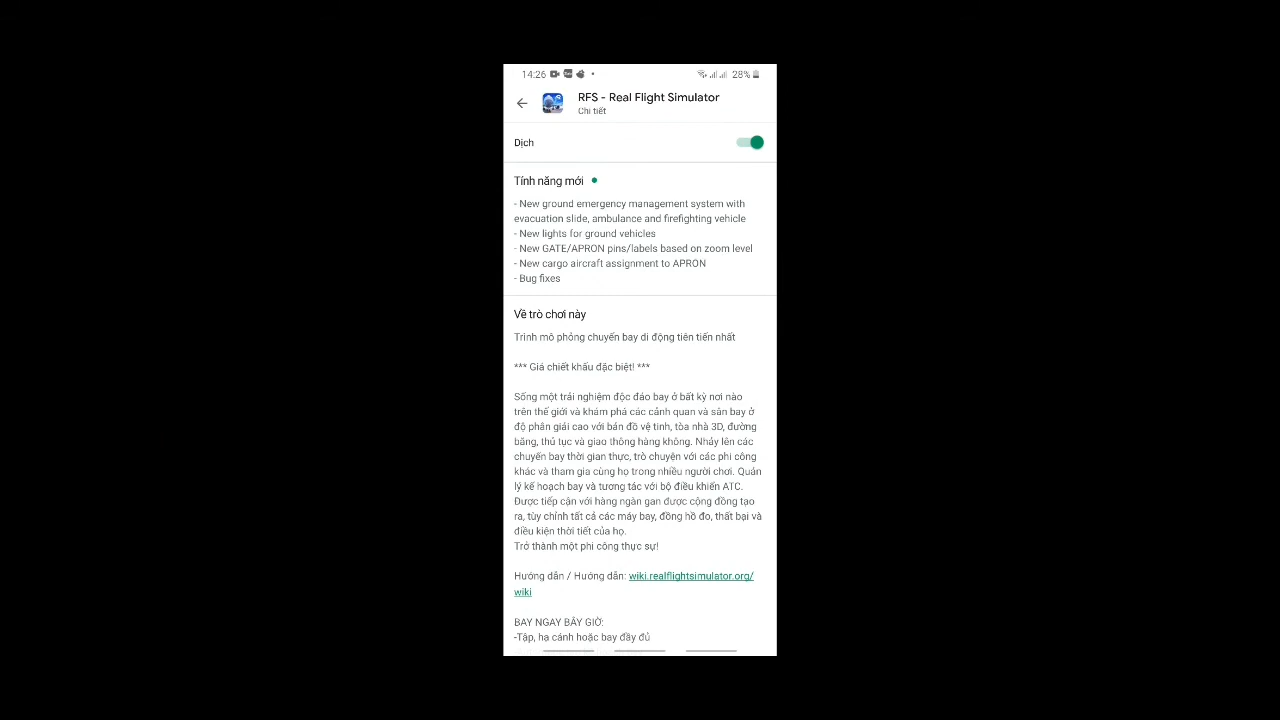 14:26
28%
RFS - Real Flight Simulator
Chi tiết
Dịch
Tính năng mới
- New ground emergency management system with
evacuation slide, ambulance and firefighting vehicle
- New lights for ground vehicles
- New GATE/APRON pins/labels based on zoom level
- New cargo aircraft assignment to APRON
- Bug fixes
Về trò chơi này
Trình mô phỏng chuyến bay di động tiên tiến nhất
*** Giá chiết khấu đặc biệt! ***
Sống một trải nghiệm độc đáo bay ở bất kỳ nơi nào
trên thế giới và khám phá các cảnh quan và sân bay ở
độ phân giải cao với bản đồ vệ tinh, tòa nhà 3D, đường
băng, thủ tục và giao thông hàng không. Nhảy lên các
chuyến bay thời gian thực, trò chuyện với các phi công
khác và tham gia cùng họ trong nhiều người chơi. Quản
lý kế hoạch bay và tương tác với bộ điều khiển ATC.
Được tiếp cận với hàng ngàn gan được cộng đồng tạo
ra, tùy chỉnh tất cả các máy bay, đồng hồ đo, thất bại và
điều kiện thời tiết của họ.
Trở thành một phi công thực sự!
Hướng dẫn / Hướng dẫn: wiki.realflightsimulator.org/
wiki
BAY NGAY BÂY GIỜ:
-Tập, hạ cánh hoặc bay đầy đủ